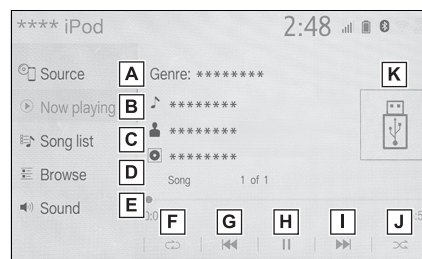 **** iPod 2:48
Source
Now playing
Song list
Browse
Sound
A Genre: ********
B ********
C ********
D ********
Song 1 of 1
E
F
G
H
I
J
K